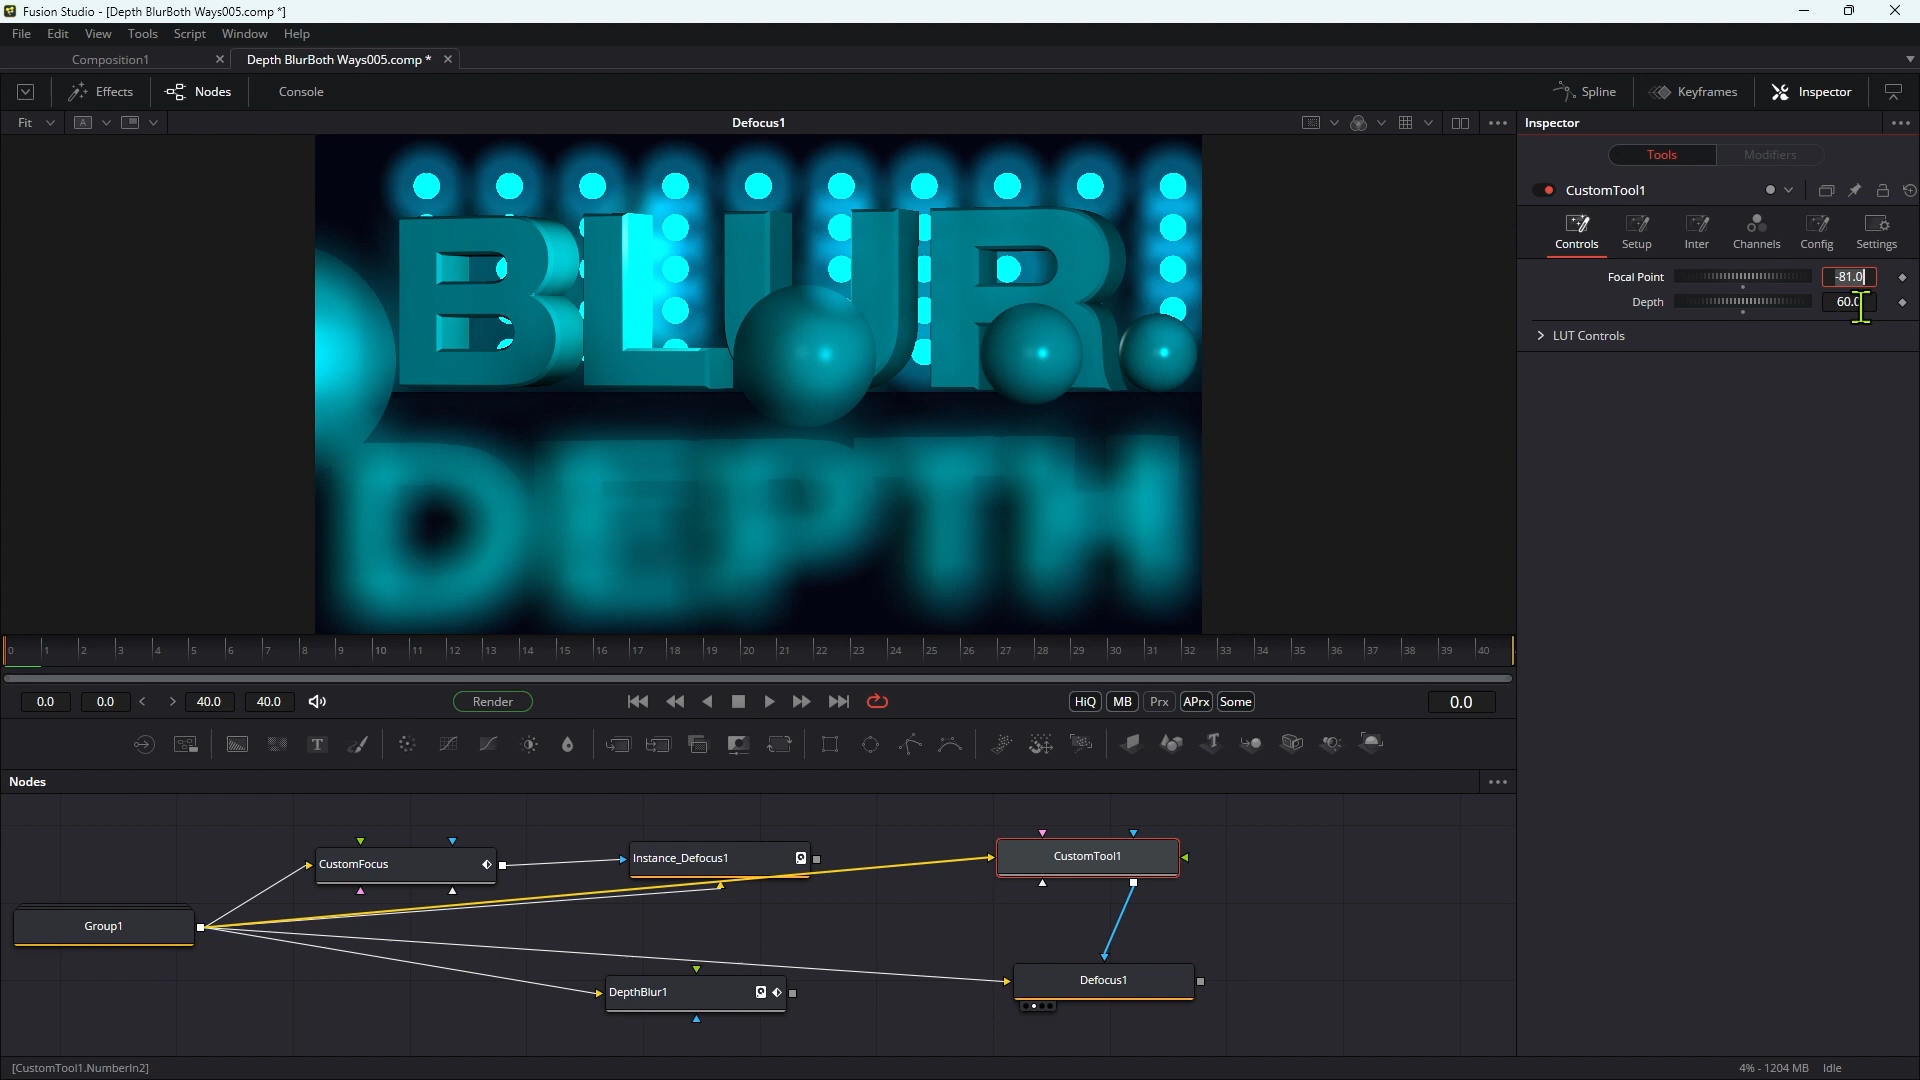 Fusion Studio - [Depth BlurBoth Ways005.comp *]
File Edit View Tools Script Window Help
Composition1 Depth BlurBoth Ways005.comp *
Effects Nodes Console Spline Keyframes Inspector
Fit A Defocus1 Inspector
Tools Modifiers
CustomTool1
Controls Setup Inter Channels Config Settings
Focal Point -81.0
Depth 60.0
LUT Controls
BLUR.
DEPTH
0 1 2 3 4 5 6 7 8 9 10 11 12 13 14 15 16 17 18 19 20 21 22 23 24 25 26 27 28 29 30 31 32 33 34 35 36 37 38 39 40
0.0 0.0 < > 40.0 40.0 Render HiQ MB Prx APrx Some 0.0
Nodes
CustomFocus Instance_Defocus1 CustomTool1
Group1
DepthBlur1 Defocus1
[CustomTool1.NumberIn2] 4% - 1204 MB Idle